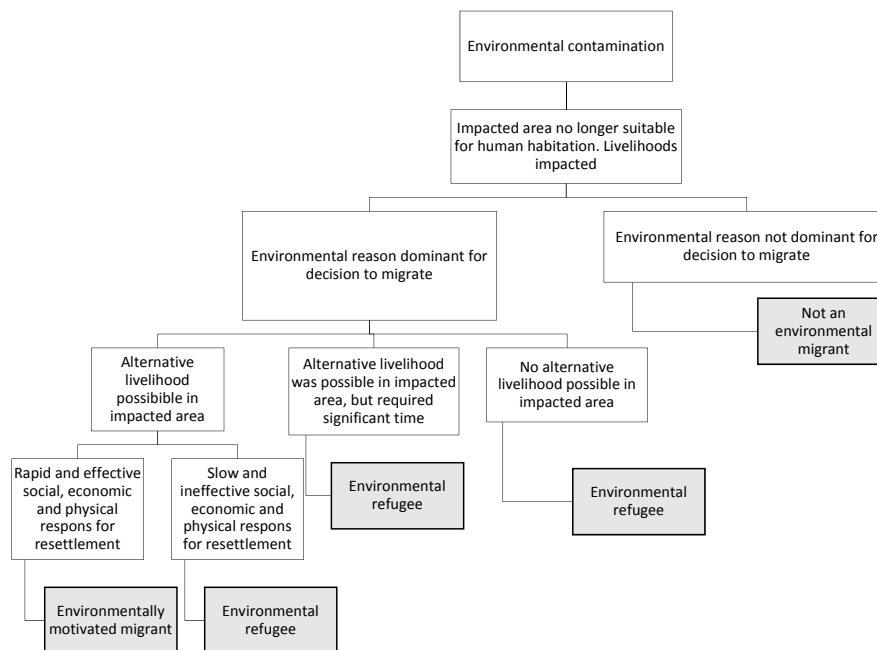 Environmental contamination
Impacted area no longer suitable
for human habitation. Livelihoods
impacted
Environmental reason dominant for
decision to migrate
Environmental reason not dominant for
decision to migrate
Not an
environmental
migrant
Alternative
livelihood
possibible in
impacted area
Alternative livelihood
was possible in impacted
area, but required
significant time
No alternative
livelihood possible in
impacted area
Rapid and effective
social, economic
and physical
respons for
resettlement
Slow and
ineffective social,
economic and
physical respons
for resettlement
Environmental
refugee
Environmental
refugee
Environmentally
motivated migrant
Environmental
refugee